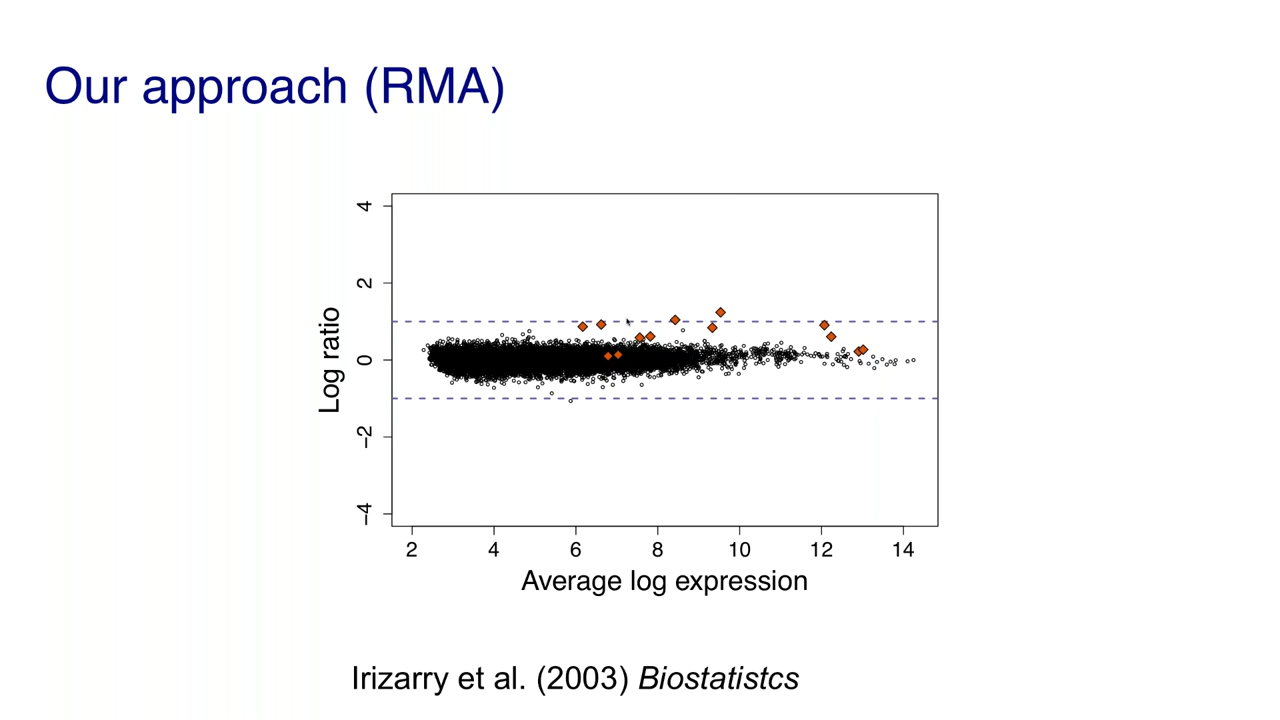 Our approach (RMA)
4
2
0
−2
−4
Log ratio
2 4 6 8 10 12 14
Average log expression
Irizarry et al. (2003) Biostatistcs